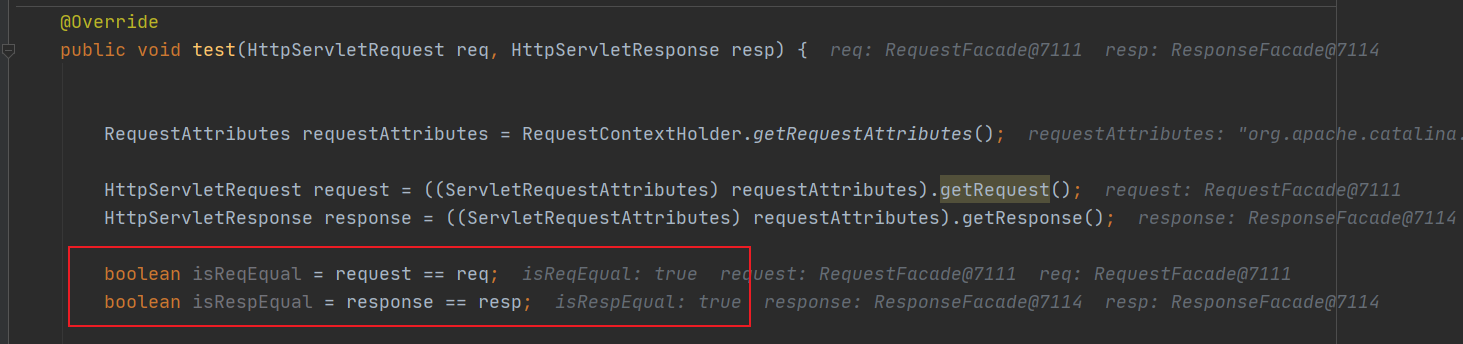 @Override
public void test(HttpServletRequest req, HttpServletResponse resp) { req: RequestFacade@7111 resp: ResponseFacade@7114
RequestAttributes requestAttributes = RequestContextHolder.getRequestAttributes(); requestAttributes: "org.apache.catalina.
HttpServletRequest request = ((ServletRequestAttributes) requestAttributes).getRequest(); request: RequestFacade@7111
HttpServletResponse response = ((ServletRequestAttributes) requestAttributes).getResponse(); response: ResponseFacade@7114
boolean isReqEqual = request == req; isReqEqual: true request: RequestFacade@7111 req: RequestFacade@7111
boolean isRespEqual = response == resp; isRespEqual: true response: ResponseFacade@7114 resp: ResponseFacade@7114